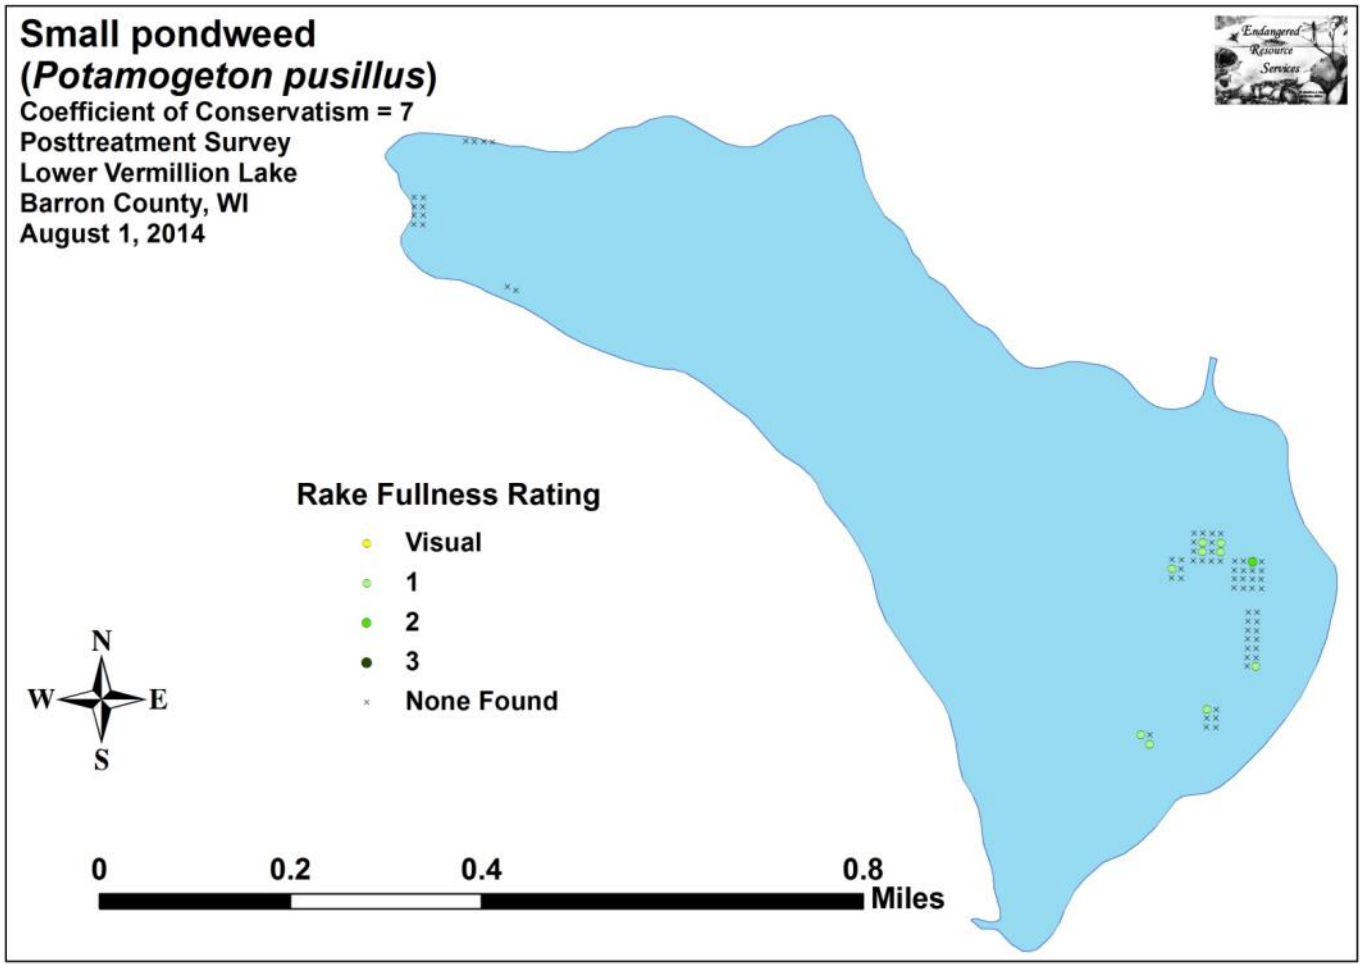 Small pondweed
(Potamogeton pusillus)
Coefficient of Conservatism = 7
Posttreatment Survey
Lower Vermillion Lake
Barron County, WI
August 1, 2014
Endangered
Resource
Services
Rake Fullness Rating
Visual
1
2
3
None Found
N
W E
S
0 0.2 0.4 0.8
Miles